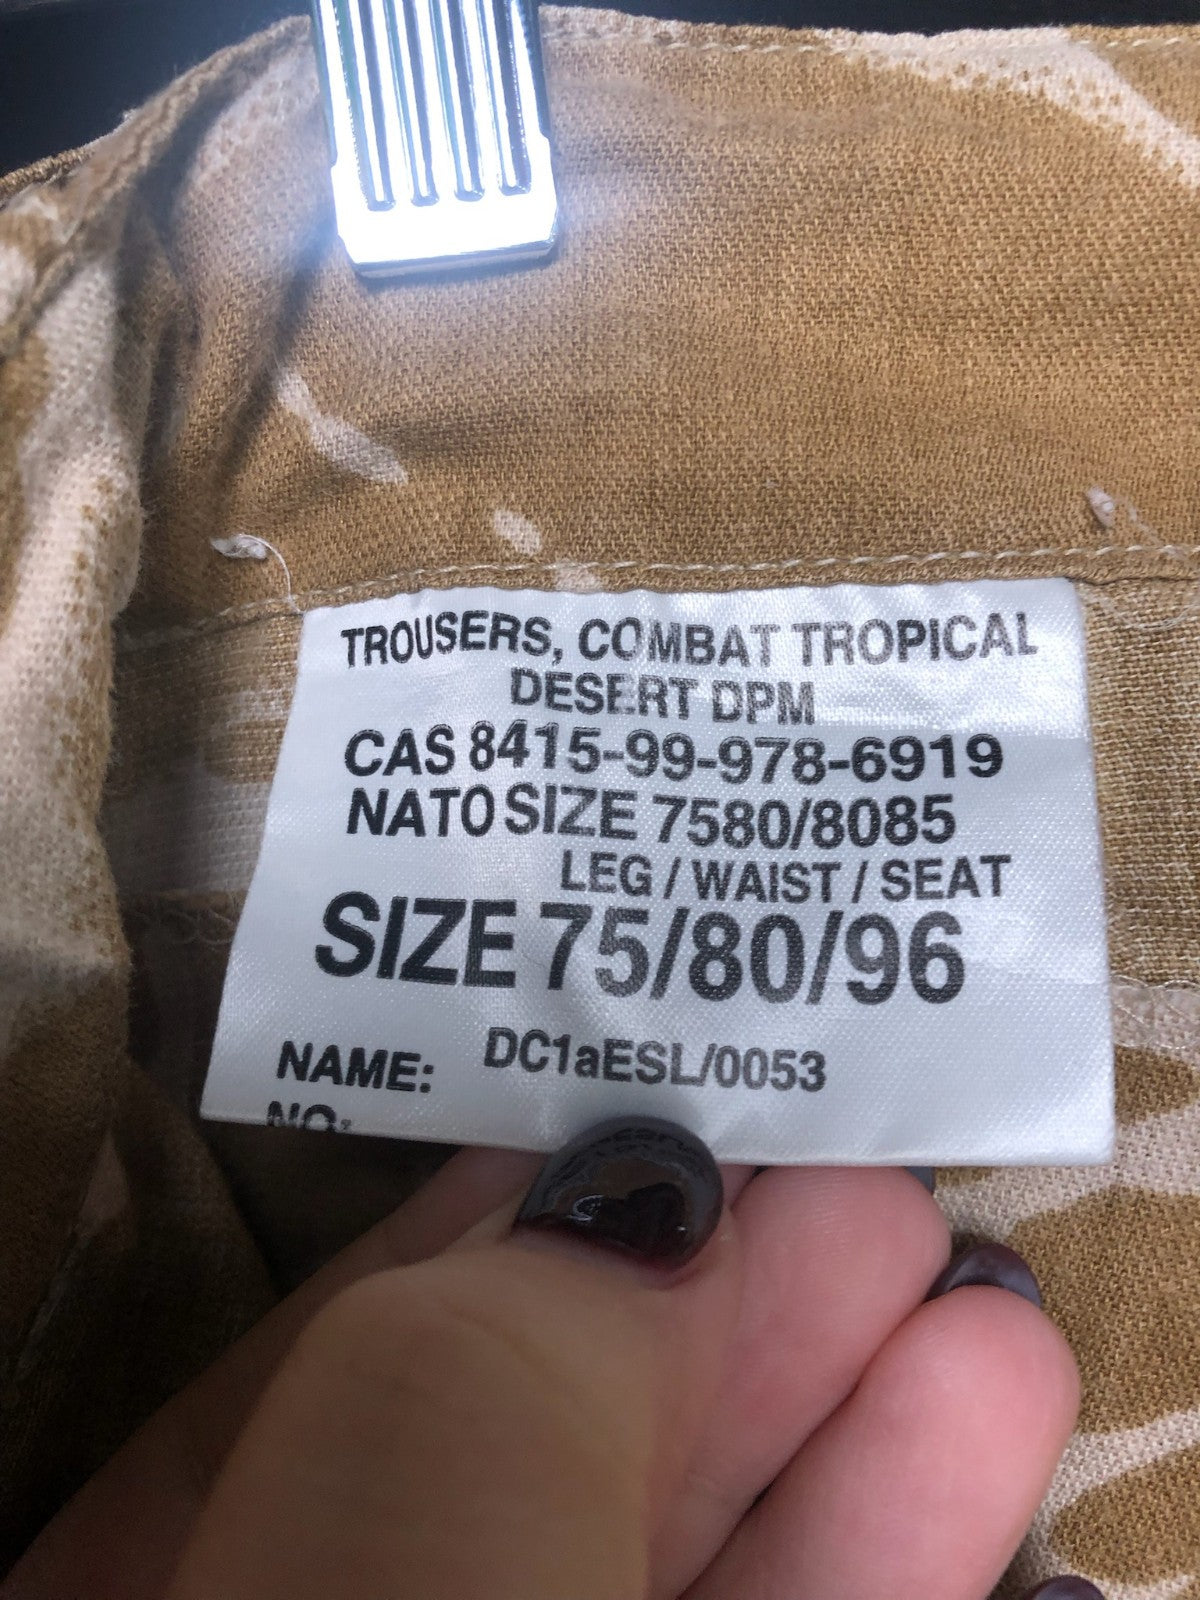 TROUSERS, COMBAT TROPICAL
DESERT DPM
CAS 8415-99-978-6919
NATO SIZE 7580/8085
LEG / WAIST / SEAT
SIZE 75/80/96
DC1aESL/0053
NAME:
NO: